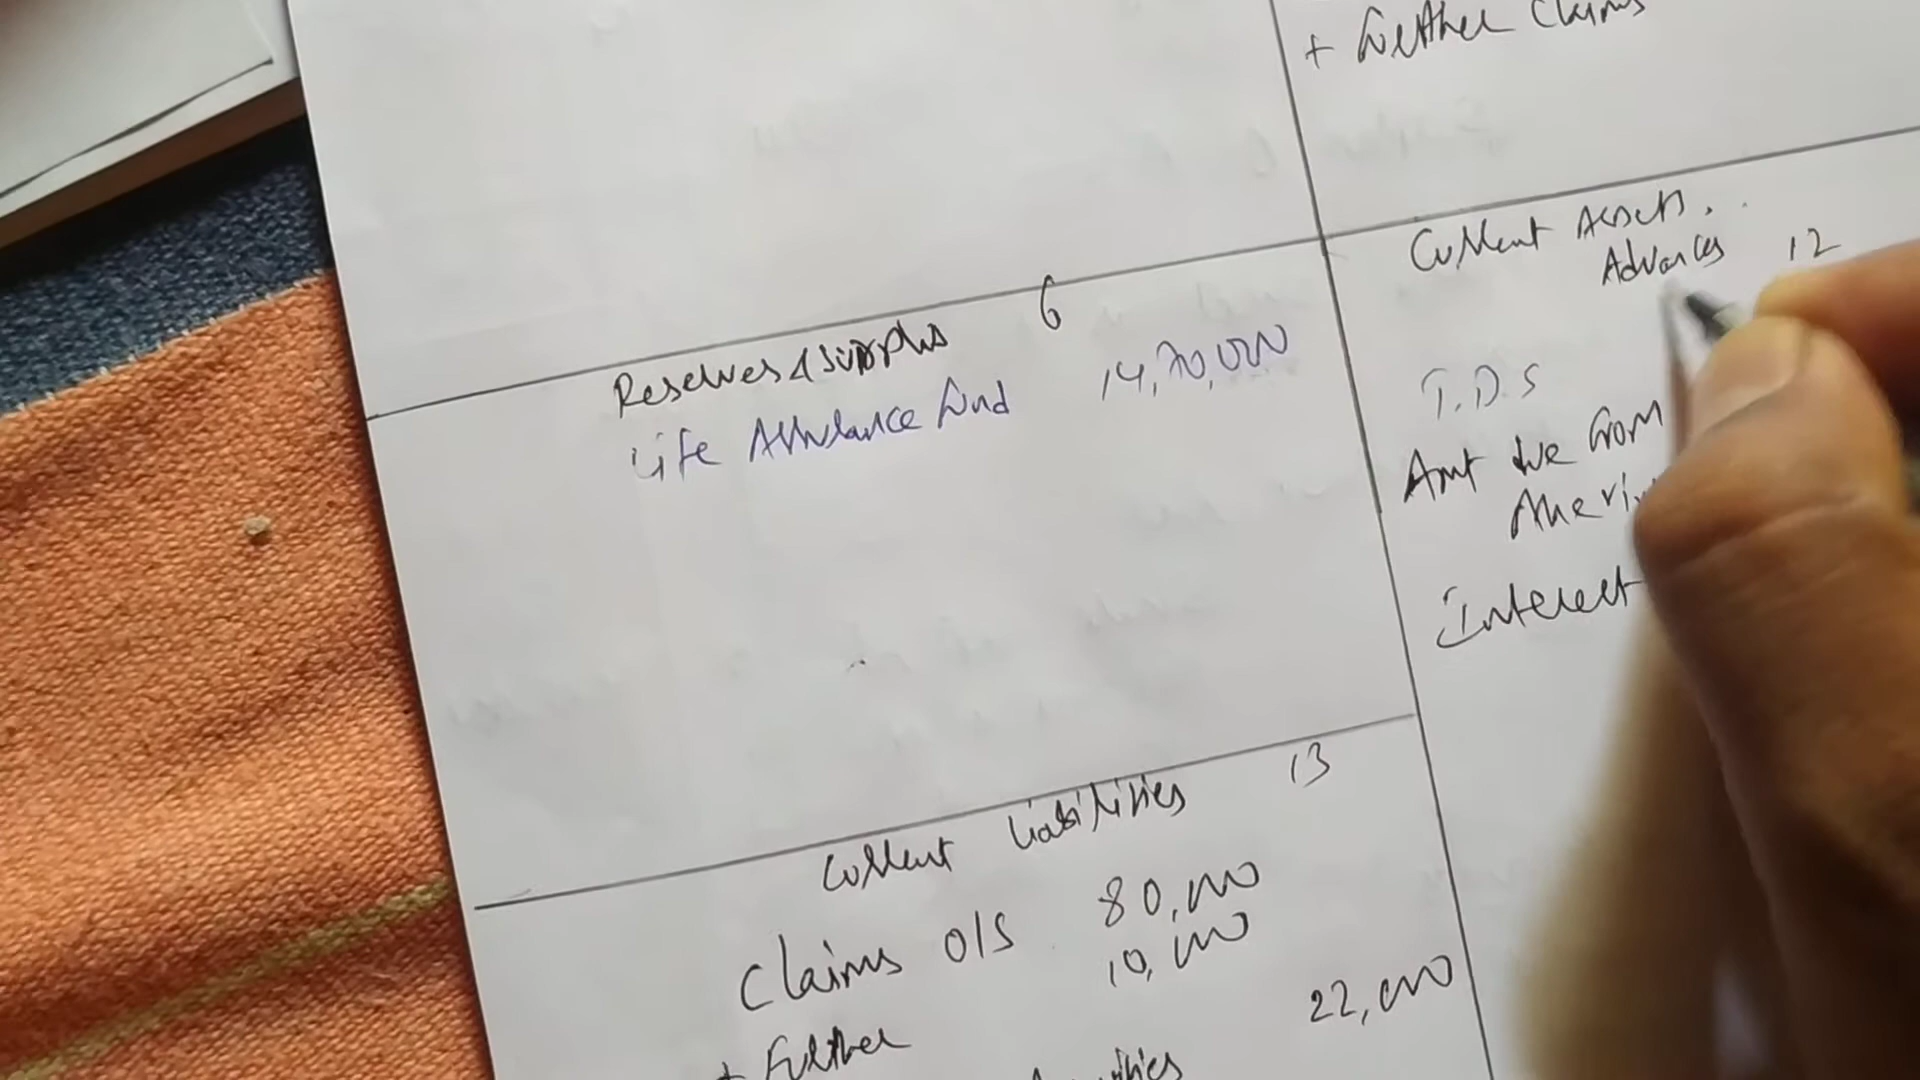 + Further Claims
Reserves & Surplus 6
Life Assurance Fund 14,70,000
Current Liabilities 13
Claims O/S 80,000
10,000
+ Further
22,000
Current Assets
Advances 12
T.D.S
Amt due from
Interest